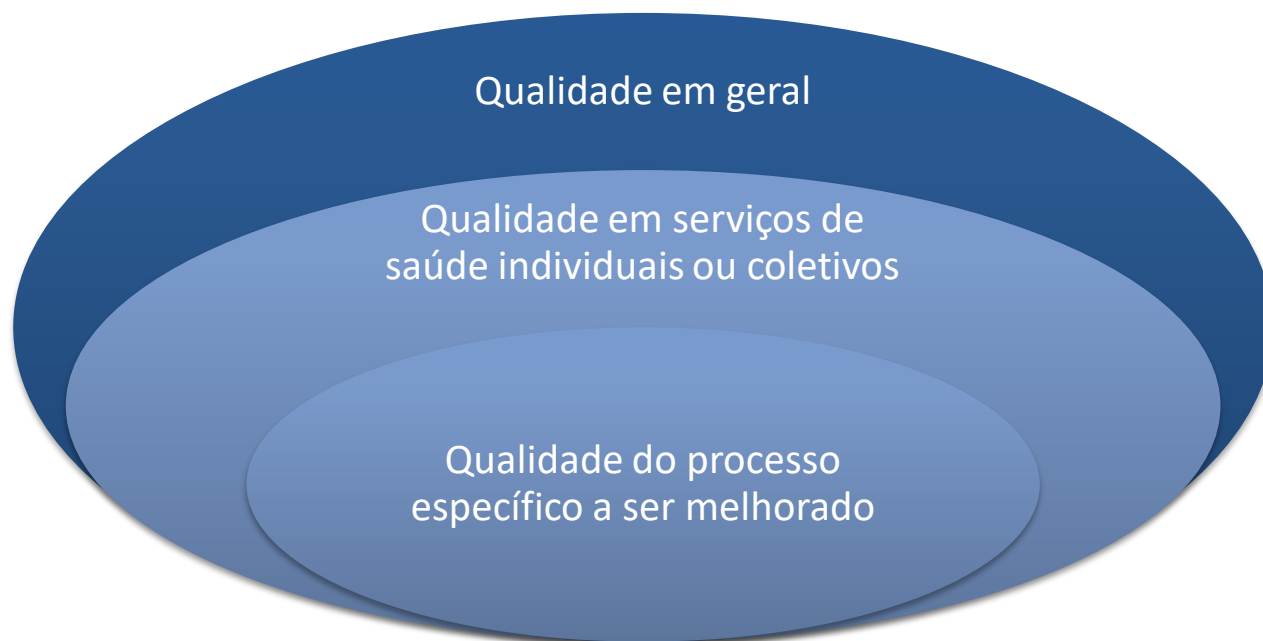 Qualidade em geral
Qualidade em serviços de
saúde individuais ou coletivos
Qualidade do processo
específico a ser melhorado